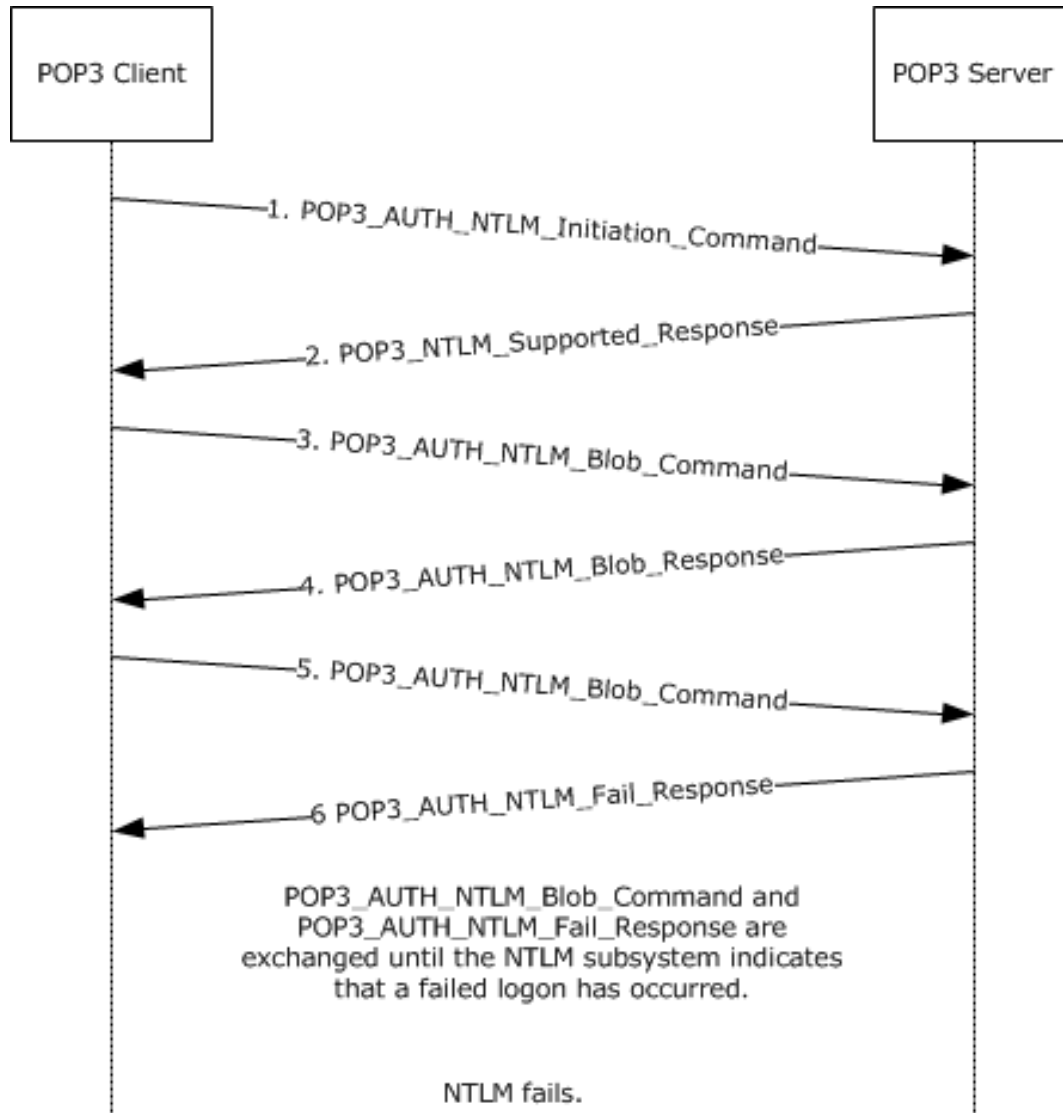 POP3 Client
POP3 Server
1. POP3_AUTH_NTLM_Initiation_Command
2. POP3_NTLM_Supported_Response
3. POP3_AUTH_NTLM_Blob_Command
4. POP3_AUTH_NTLM_Blob_Response
5. POP3_AUTH_NTLM_Blob_Command
6 POP3_AUTH_NTLM_Fail_Response
POP3_AUTH_NTLM_Blob_Command and
POP3_AUTH_NTLM_Fail_Response are
exchanged until the NTLM subsystem indicates
that a failed logon has occurred.
NTLM fails.